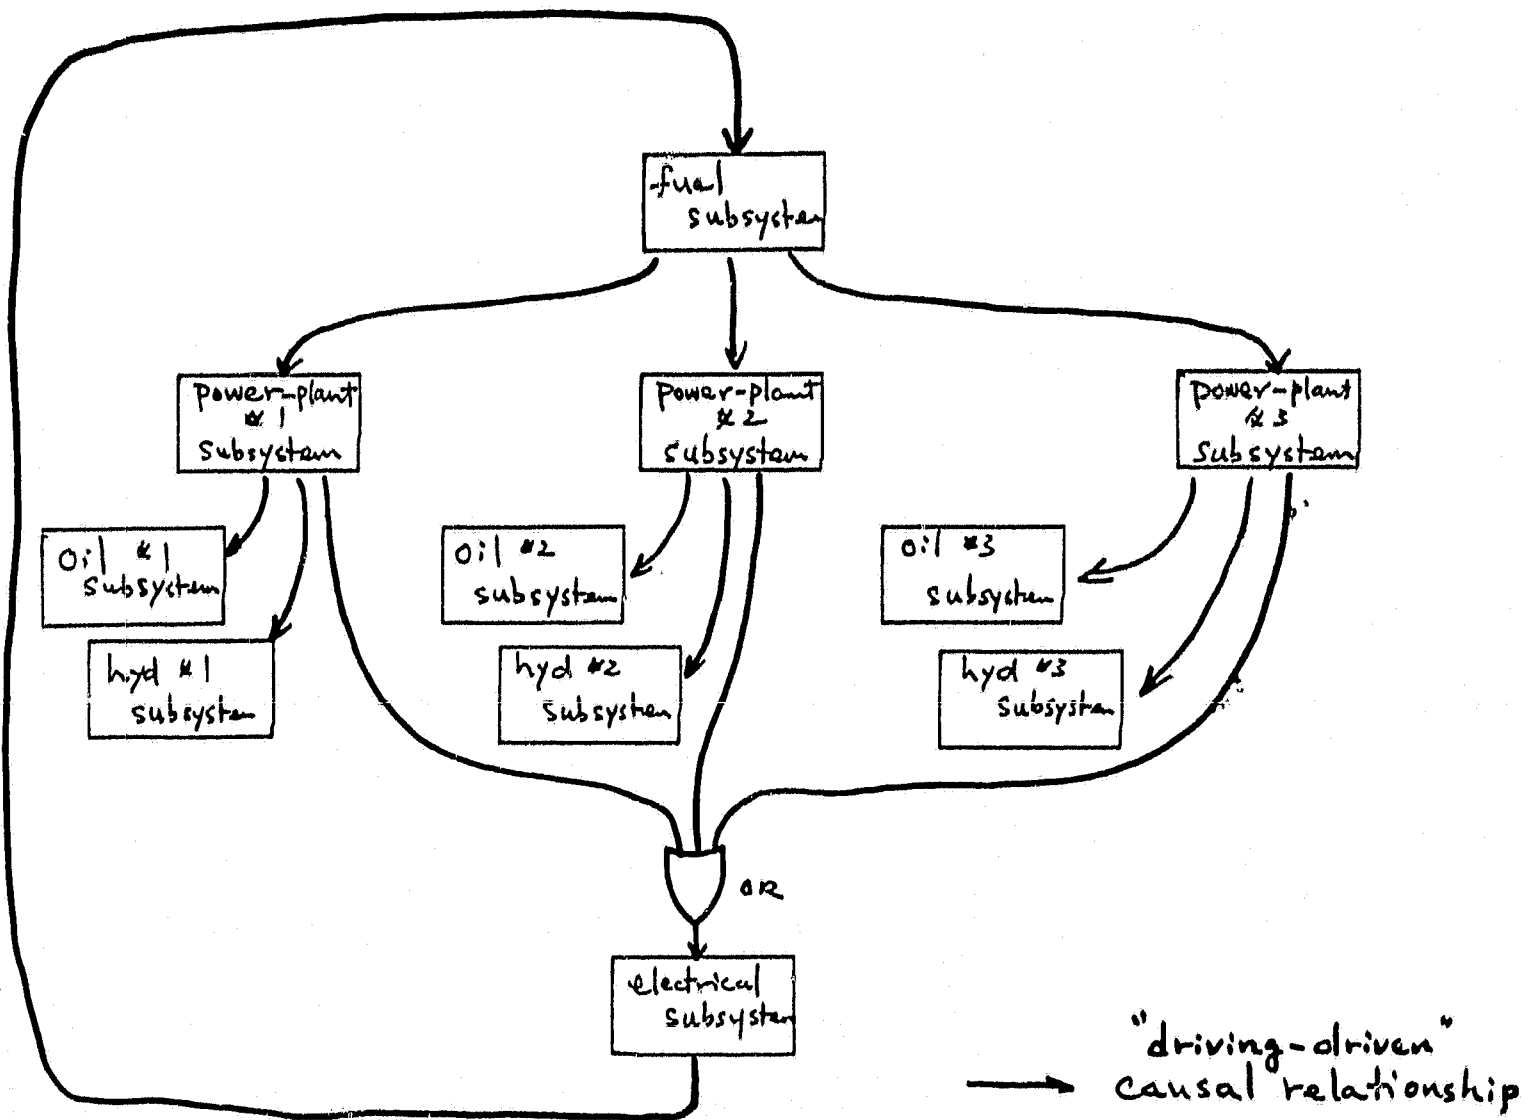 fuel
subsystem
power-plant
#1
subsystem
power-plant
#2
subsystem
power-plant
#3
subsystem
oil #1
subsystem
oil #2
subsystem
oil #3
subsystem
hyd #1
subsystem
hyd #2
subsystem
hyd #3
subsystem
OR
electrical
subsystem
"driving-driven"
causal relationship